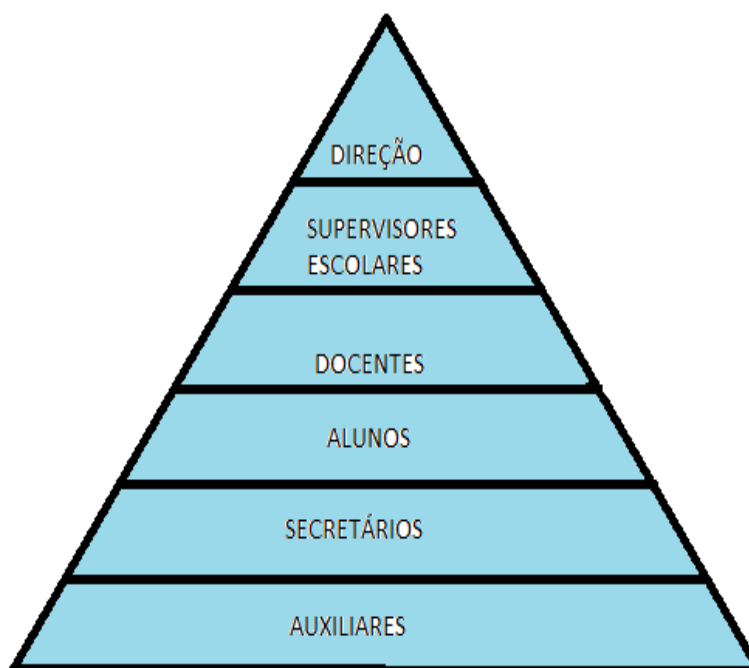 DIREÇÃO
SUPERVISORES
ESCOLARES
DOCENTES
ALUNOS
SECRETÁRIOS
AUXILIARES